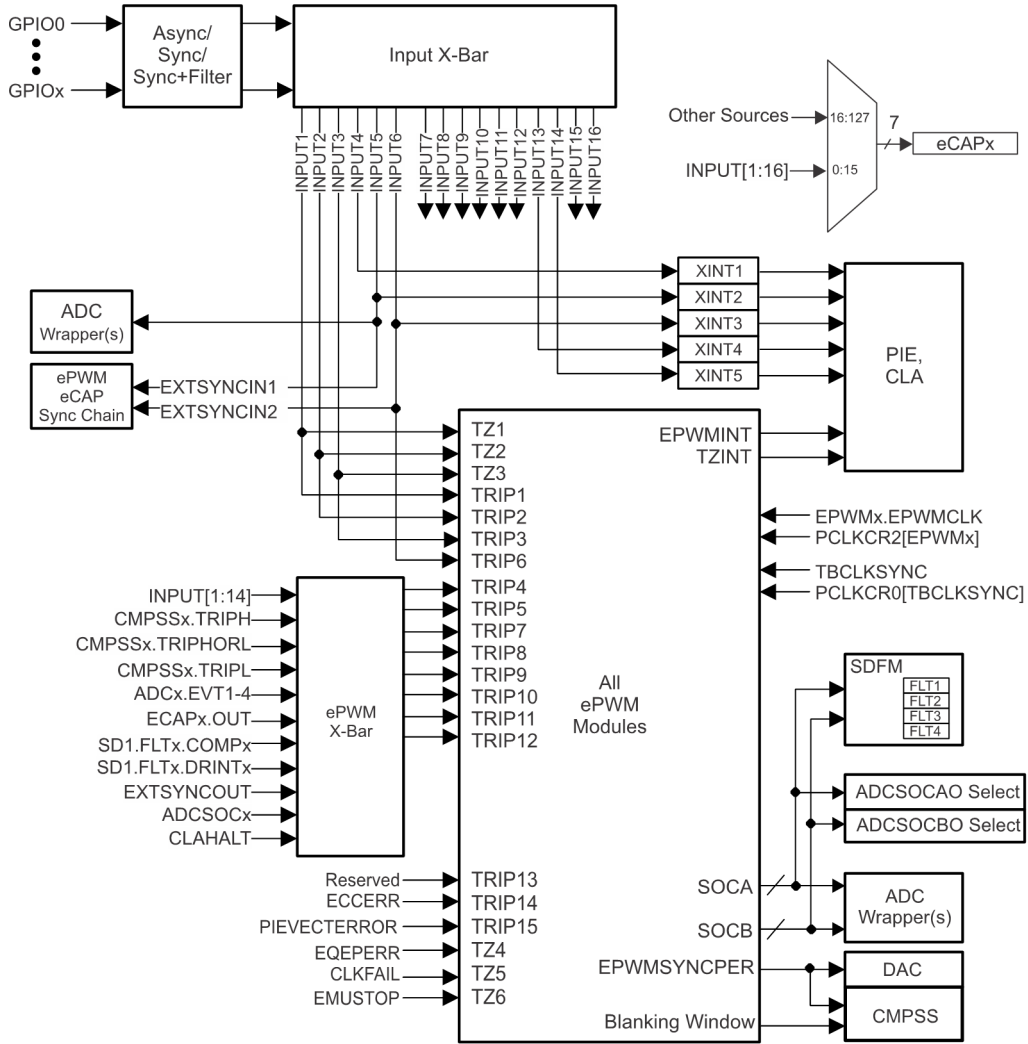 GPIO0
GPIOx
Async/
Sync/
Sync+Filter
Input X-Bar
INPUT1
INPUT2
INPUT3
INPUT4
INPUT5
INPUT6
INPUT7
INPUT8
INPUT9
INPUT10
INPUT11
INPUT12
INPUT13
INPUT14
INPUT15
INPUT16
Other Sources
16:127
INPUT[1:16]
0:15
7
eCAPx
XINT1
XINT2
XINT3
XINT4
XINT5
PIE,
CLA
ADC
Wrapper(s)
ePWM
eCAP
Sync Chain
EXTSYNCIN1
EXTSYNCIN2
TZ1
TZ2
TZ3
TRIP1
TRIP2
TRIP3
TRIP6
TRIP4
TRIP5
TRIP7
TRIP8
TRIP9
TRIP10
TRIP11
TRIP12
EPWMINT
TZINT
EPWMx.EPWMCLK
PCLKCR2[EPWMx]
TBCLKSYNC
PCLKCR0[TBCLKSYNC]
INPUT[1:14]
CMPSSx.TRIPH
CMPSSx.TRIPHORL
CMPSSx.TRIPL
ADCx.EVT1-4
ECAPx.OUT
SD1.FLTx.COMPx
SD1.FLTx.DRINTx
EXTSYNCOUT
ADCSOCx
CLAHALT
ePWM
X-Bar
All
ePWM
Modules
SDFM
FLT1
FLT2
FLT3
FLT4
ADCSOCAO Select
ADCSOCBO Select
Reserved
ECCERR
PIEVECTERROR
EQEPERR
CLKFAIL
EMUSTOP
TRIP13
TRIP14
TRIP15
TZ4
TZ5
TZ6
SOCA
SOCB
EPWMSYNCPER
Blanking Window
ADC
Wrapper(s)
DAC
CMPSS